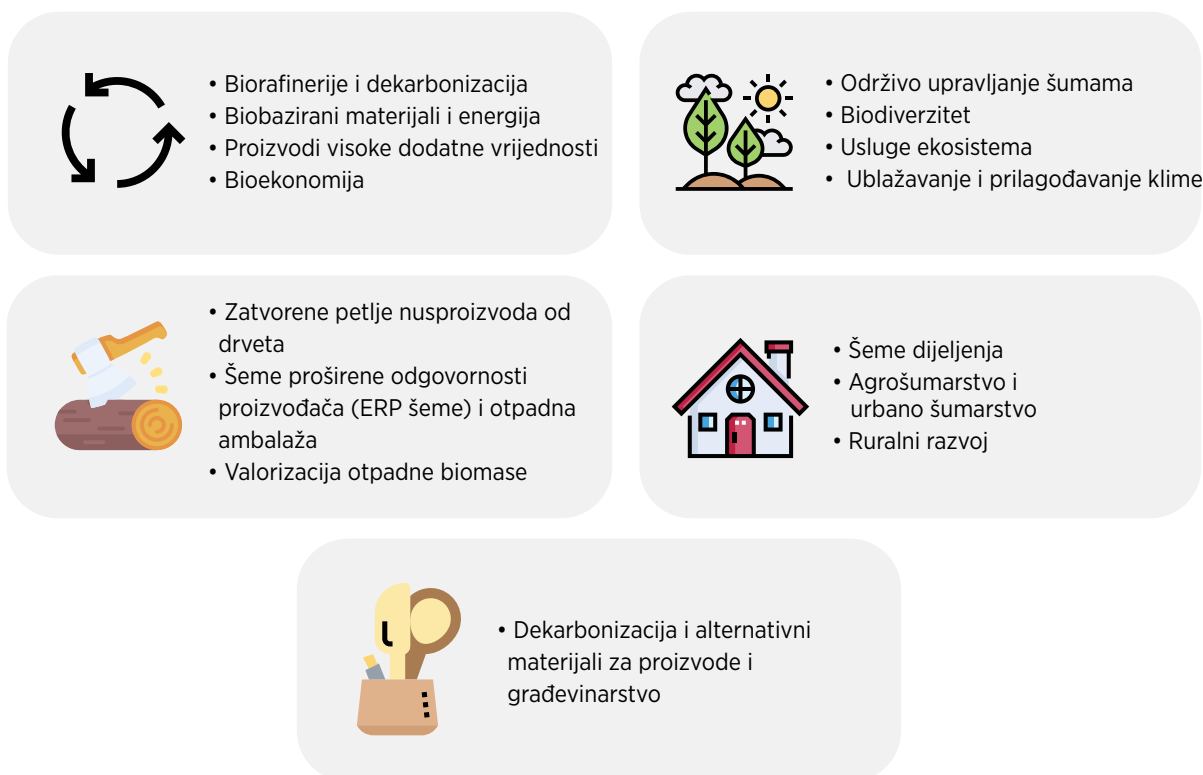 • Biorafinerije i dekarbonizacija
• Biobazirani materijali i energija
• Proizvodi visoke dodatne vrijednosti
• Bioekonomija
• Održivo upravljanje šumama
• Biodiverzitet
• Usluge ekosistema
• Ublažavanje i prilagođavanje klime
• Zatvorene petlje nusproizvoda od
drveta
• Šeme proširene odgovornosti
proizvođača (ERP šeme) i otpadna
ambalaža
• Valorizacija otpadne biomase
• Šeme dijeljenja
• Agrošumarstvo i
urbano šumarstvo
• Ruralni razvoj
• Dekarbonizacija i alternativni
materijali za proizvode i
građevinarstvo